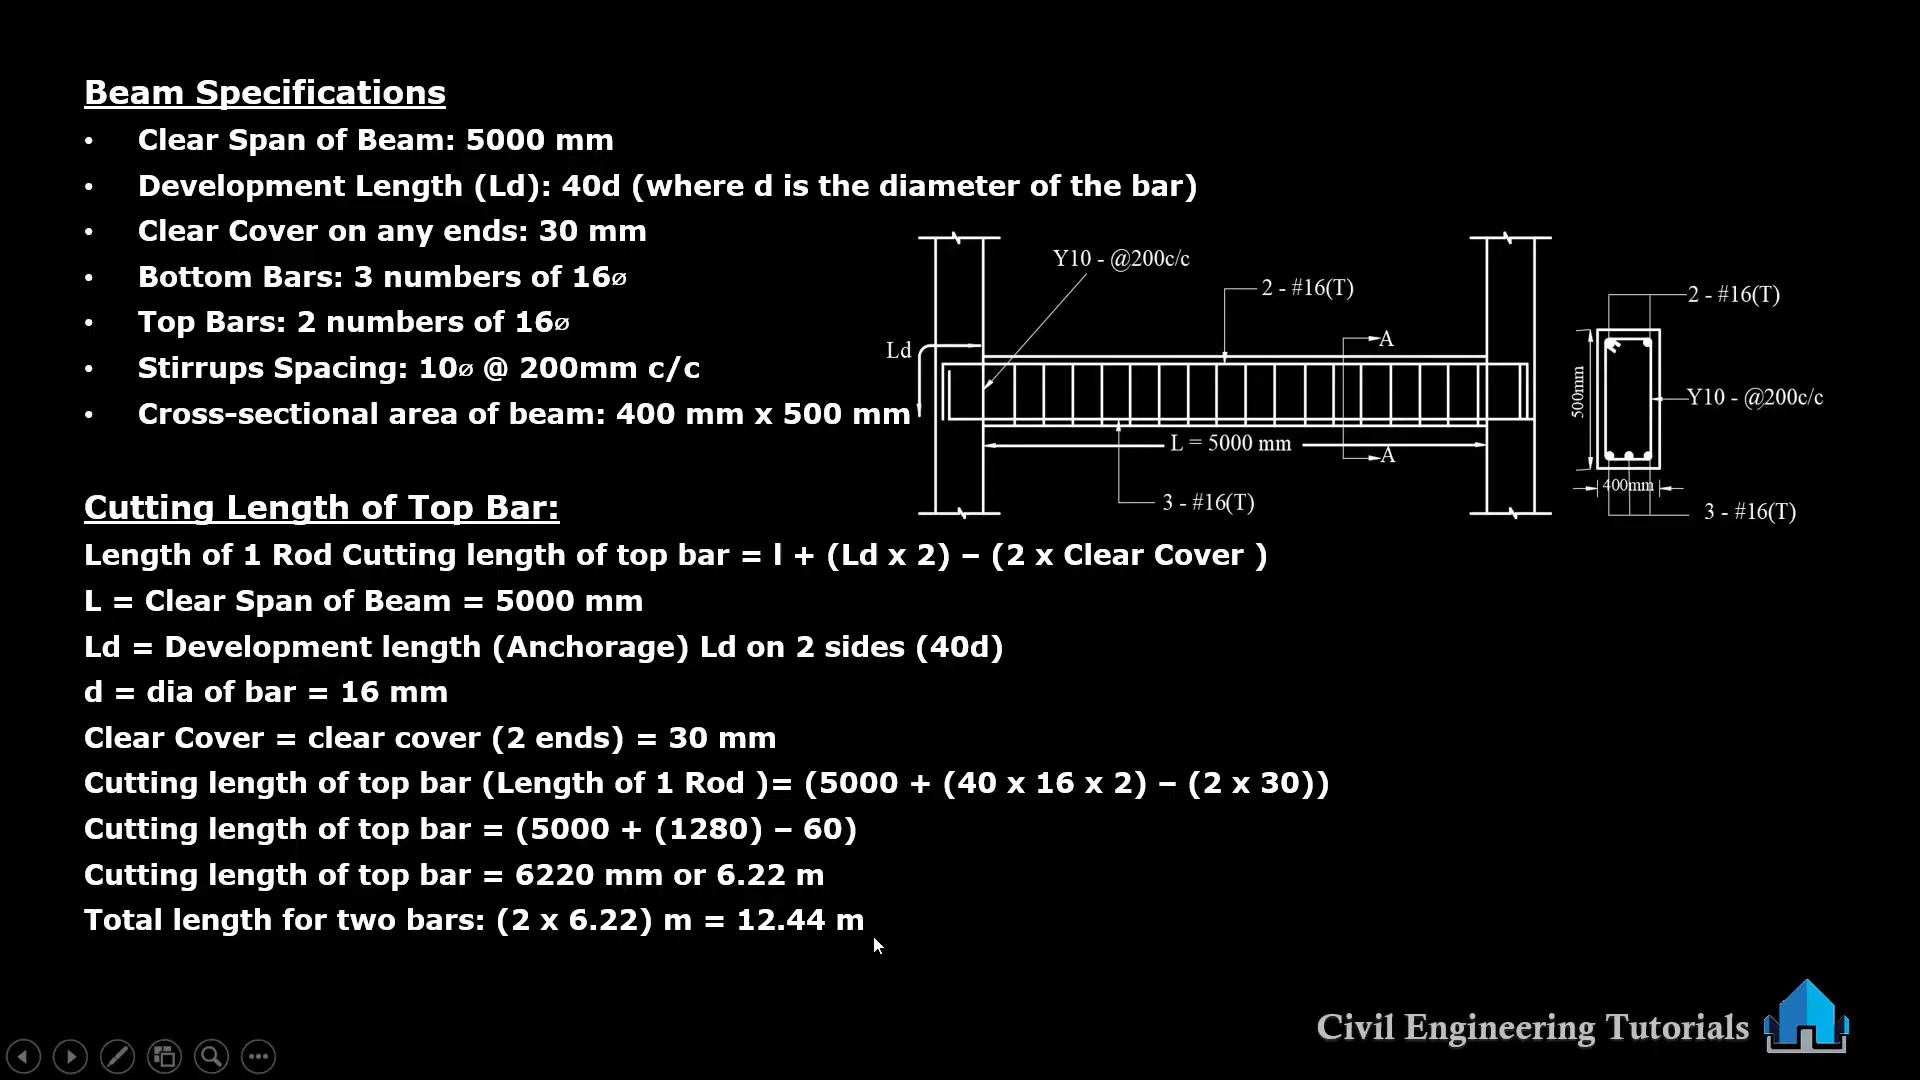 Beam Specifications
• Clear Span of Beam: 5000 mm
• Development Length (Ld): 40d (where d is the diameter of the bar)
• Clear Cover on any ends: 30 mm
• Bottom Bars: 3 numbers of 16⌀
• Top Bars: 2 numbers of 16⌀
• Stirrups Spacing: 10⌀ @ 200mm c/c
• Cross-sectional area of beam: 400 mm x 500 mm
Y10 - @200c/c
2 - #16(T)
Ld
A
L = 5000 mm
A
3 - #16(T)
2 - #16(T)
500mm
Y10 - @200c/c
400mm
3 - #16(T)
Cutting Length of Top Bar:
Length of 1 Rod Cutting length of top bar = l + (Ld x 2) – (2 x Clear Cover )
L = Clear Span of Beam = 5000 mm
Ld = Development length (Anchorage) Ld on 2 sides (40d)
d = dia of bar = 16 mm
Clear Cover = clear cover (2 ends) = 30 mm
Cutting length of top bar (Length of 1 Rod )= (5000 + (40 x 16 x 2) – (2 x 30))
Cutting length of top bar = (5000 + (1280) – 60)
Cutting length of top bar = 6220 mm or 6.22 m
Total length for two bars: (2 x 6.22) m = 12.44 m
Civil Engineering Tutorials